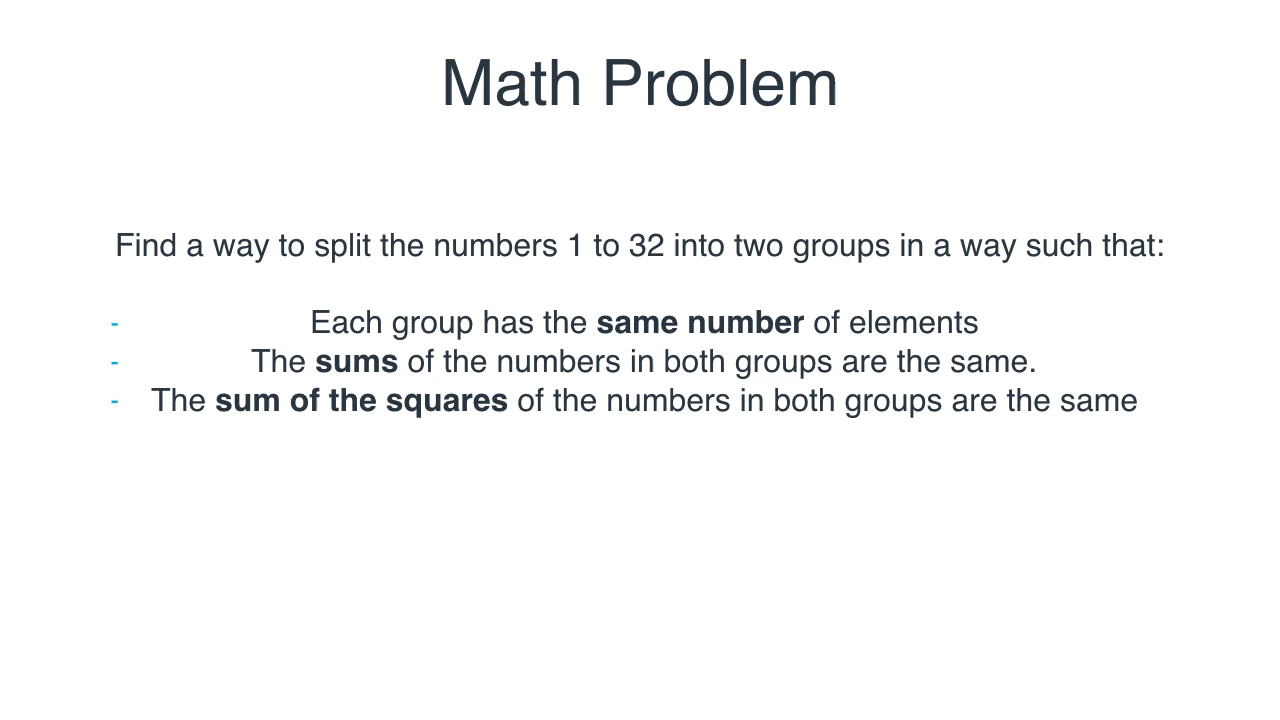 Math Problem
Find a way to split the numbers 1 to 32 into two groups in a way such that:
- Each group has the same number of elements
- The sums of the numbers in both groups are the same.
- The sum of the squares of the numbers in both groups are the same